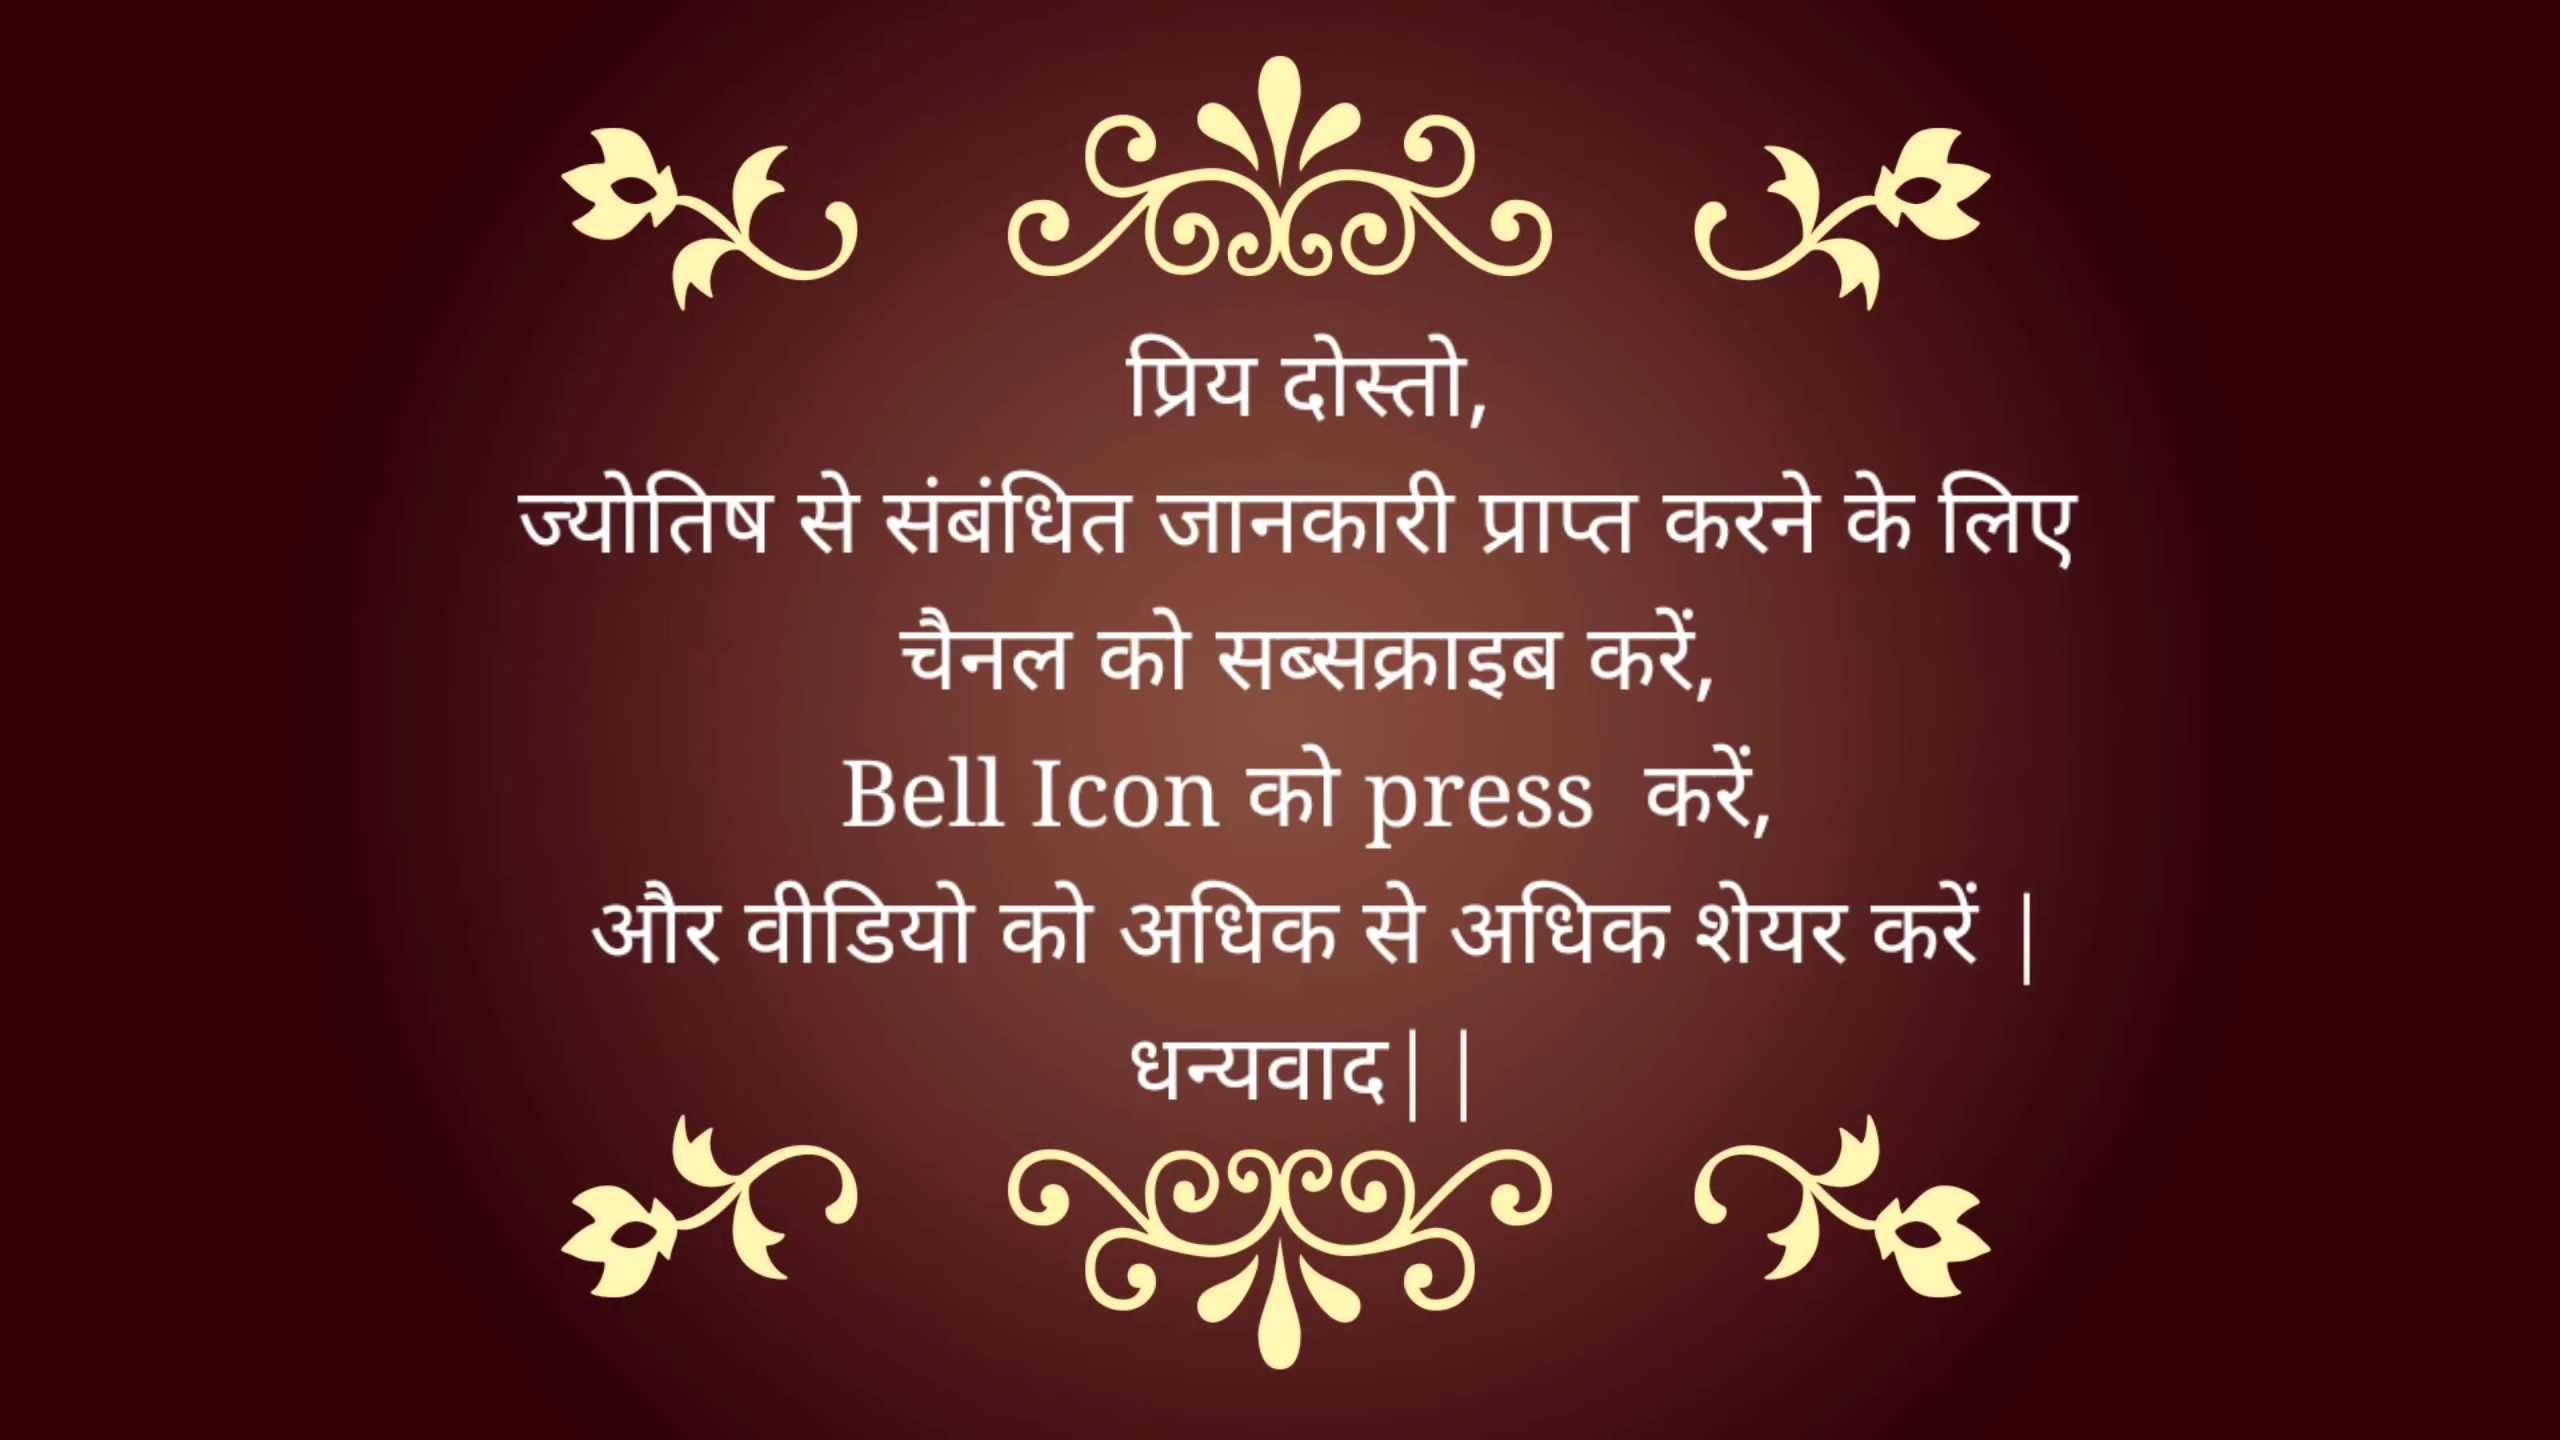 प्रिय दोस्तो,
ज्योतिष से संबंधित जानकारी प्राप्त करने के लिए
चैनल को सब्सक्राइब करें,
Bell Icon को press  करें,
और वीडियो को अधिक से अधिक शेयर करें |
धन्यवाद||